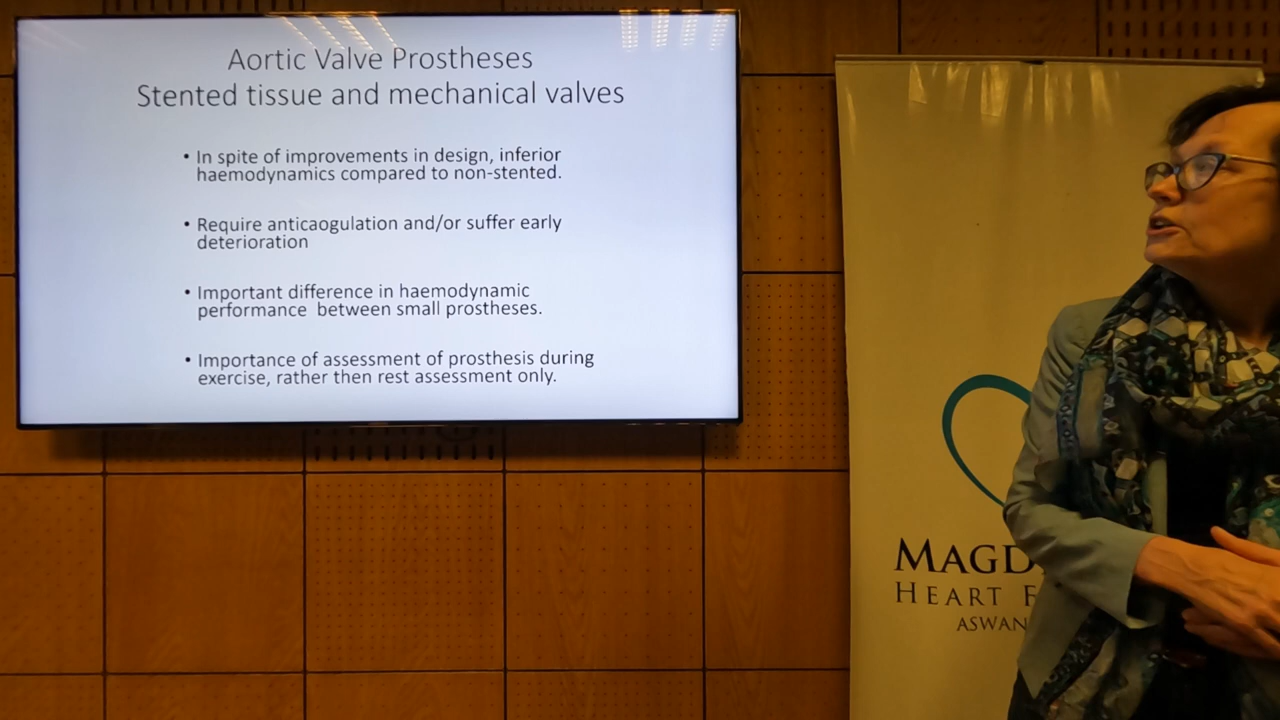 Aortic Valve Prostheses
Stented tissue and mechanical valves
• In spite of improvements in design, inferior
haemodynamics compared to non-stented.
• Require anticaogulation and/or suffer early
deterioration
• Important difference in haemodynamic
performance between small prostheses.
• Importance of assessment of prosthesis during
exercise, rather then rest assessment only.
MAGD
HEART F
ASWAN